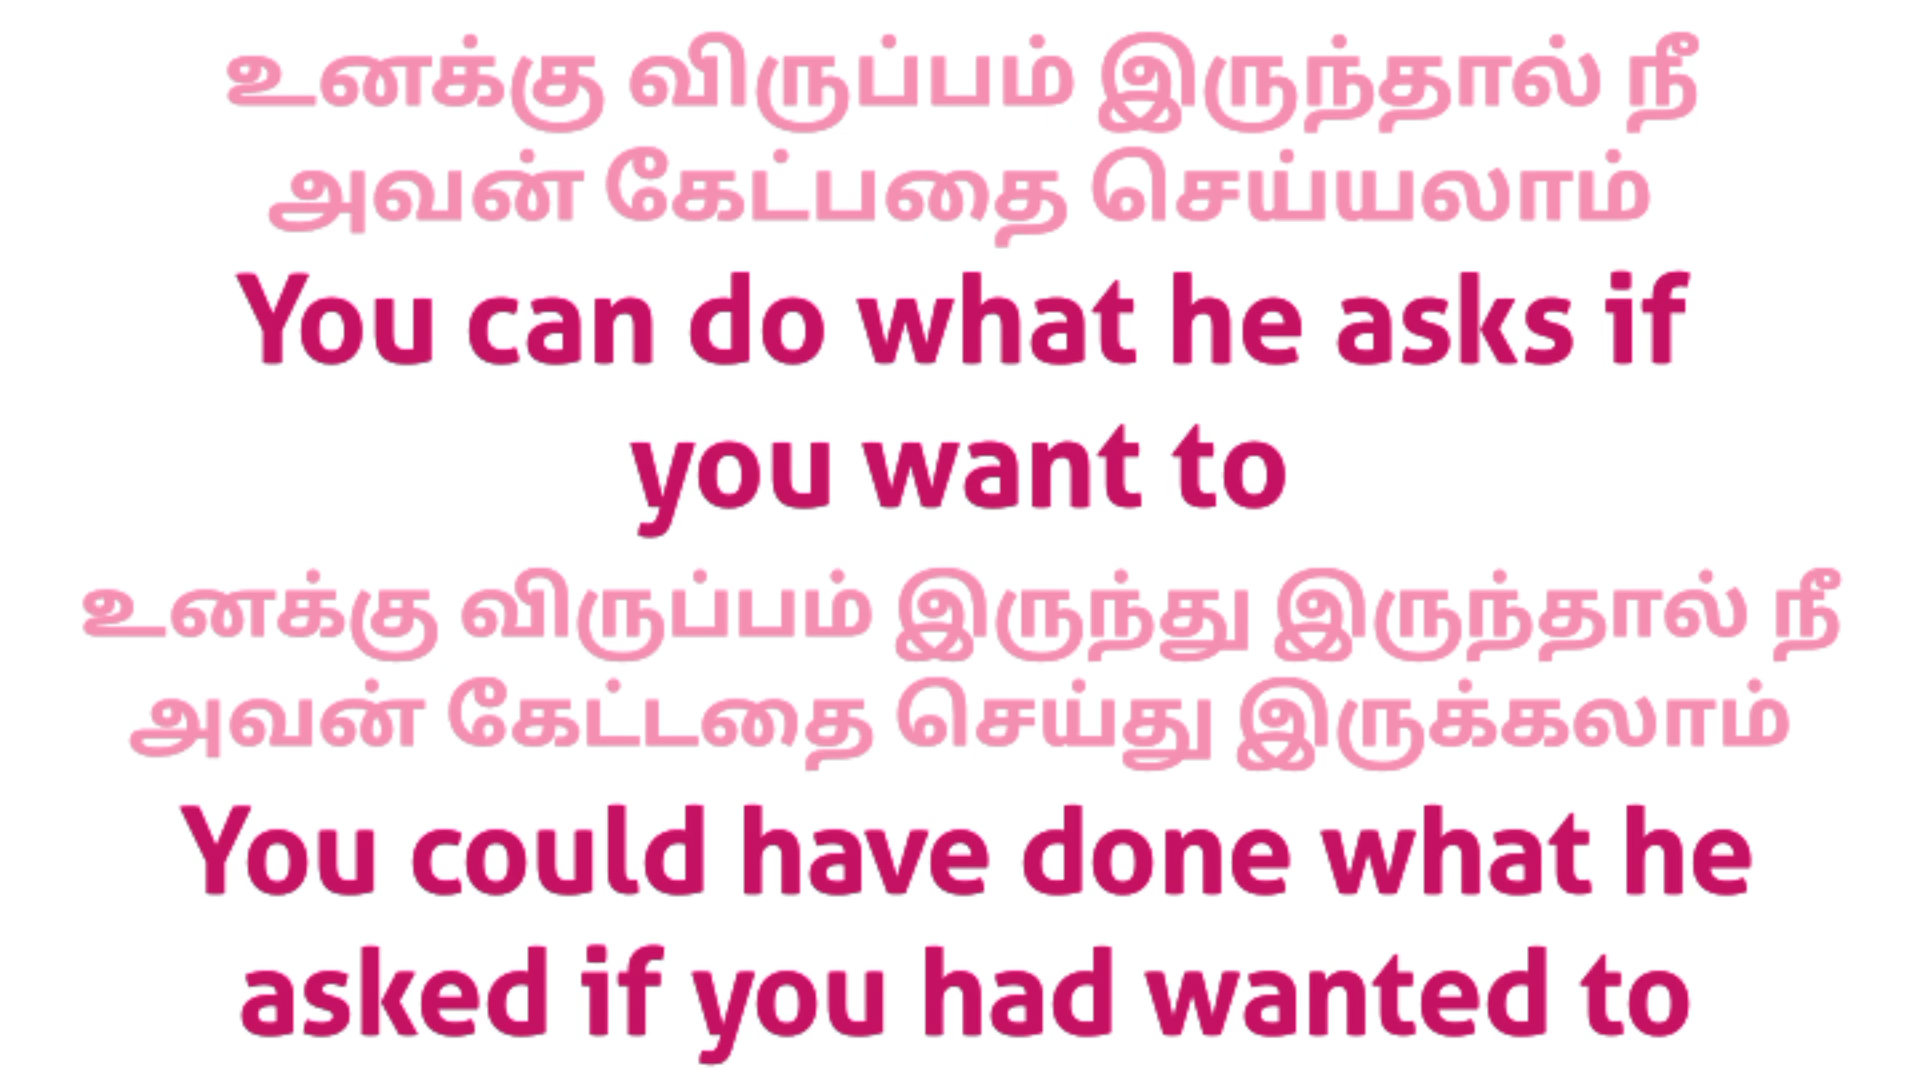 உனக்கு விருப்பம் இருந்தால் நீ
அவன் கேட்பதை செய்யலாம்
You can do what he asks if
you want to
உனக்கு விருப்பம் இருந்து இருந்தால் நீ
அவன் கேட்டதை செய்து இருக்கலாம்
You could have done what he
asked if you had wanted to